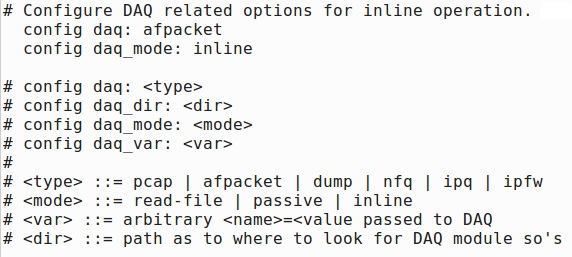 # Configure DAQ related options for inline operation.
config daq: afpacket
config daq_mode: inline
# config daq: <type>
# config daq_dir: <dir>
# config daq_mode: <mode>
# config daq_var: <var>
#
# <type> ::= pcap | afpacket | dump | nfq | ipq | ipfw
# <mode> ::= read-file | passive | inline
# <var> ::= arbitrary <name>=<value passed to DAQ
# <dir> ::= path as to where to look for DAQ module so's